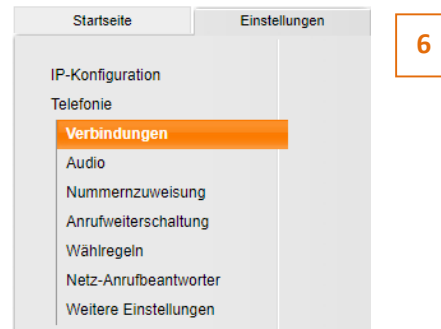 Startseite Einstellungen
6
IP-Konfiguration
Telefonie
Verbindungen
Audio
Nummernzuweisung
Anrufweiterschaltung
Wählregeln
Netz-Anrufbeantworter
Weitere Einstellungen